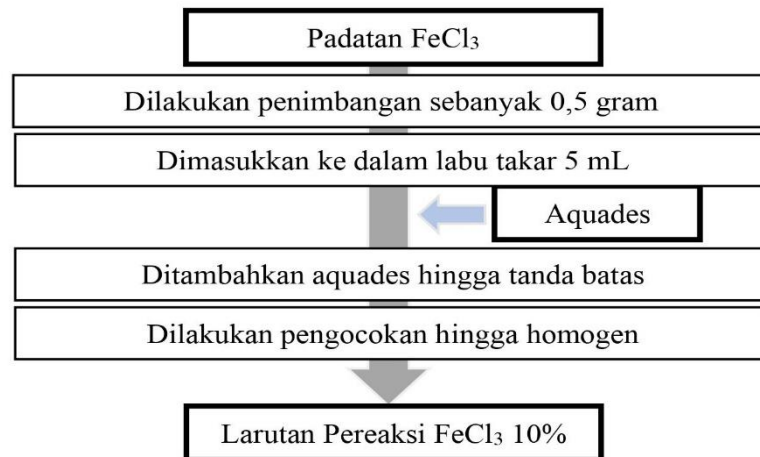 Padatan FeCl₃
Dilakukan penimbangan sebanyak 0,5 gram
Dimasukkan ke dalam labu takar 5 mL
Aquades
Ditambahkan aquades hingga tanda batas
Dilakukan pengocokan hingga homogen
Larutan Pereaksi FeCl₃ 10%